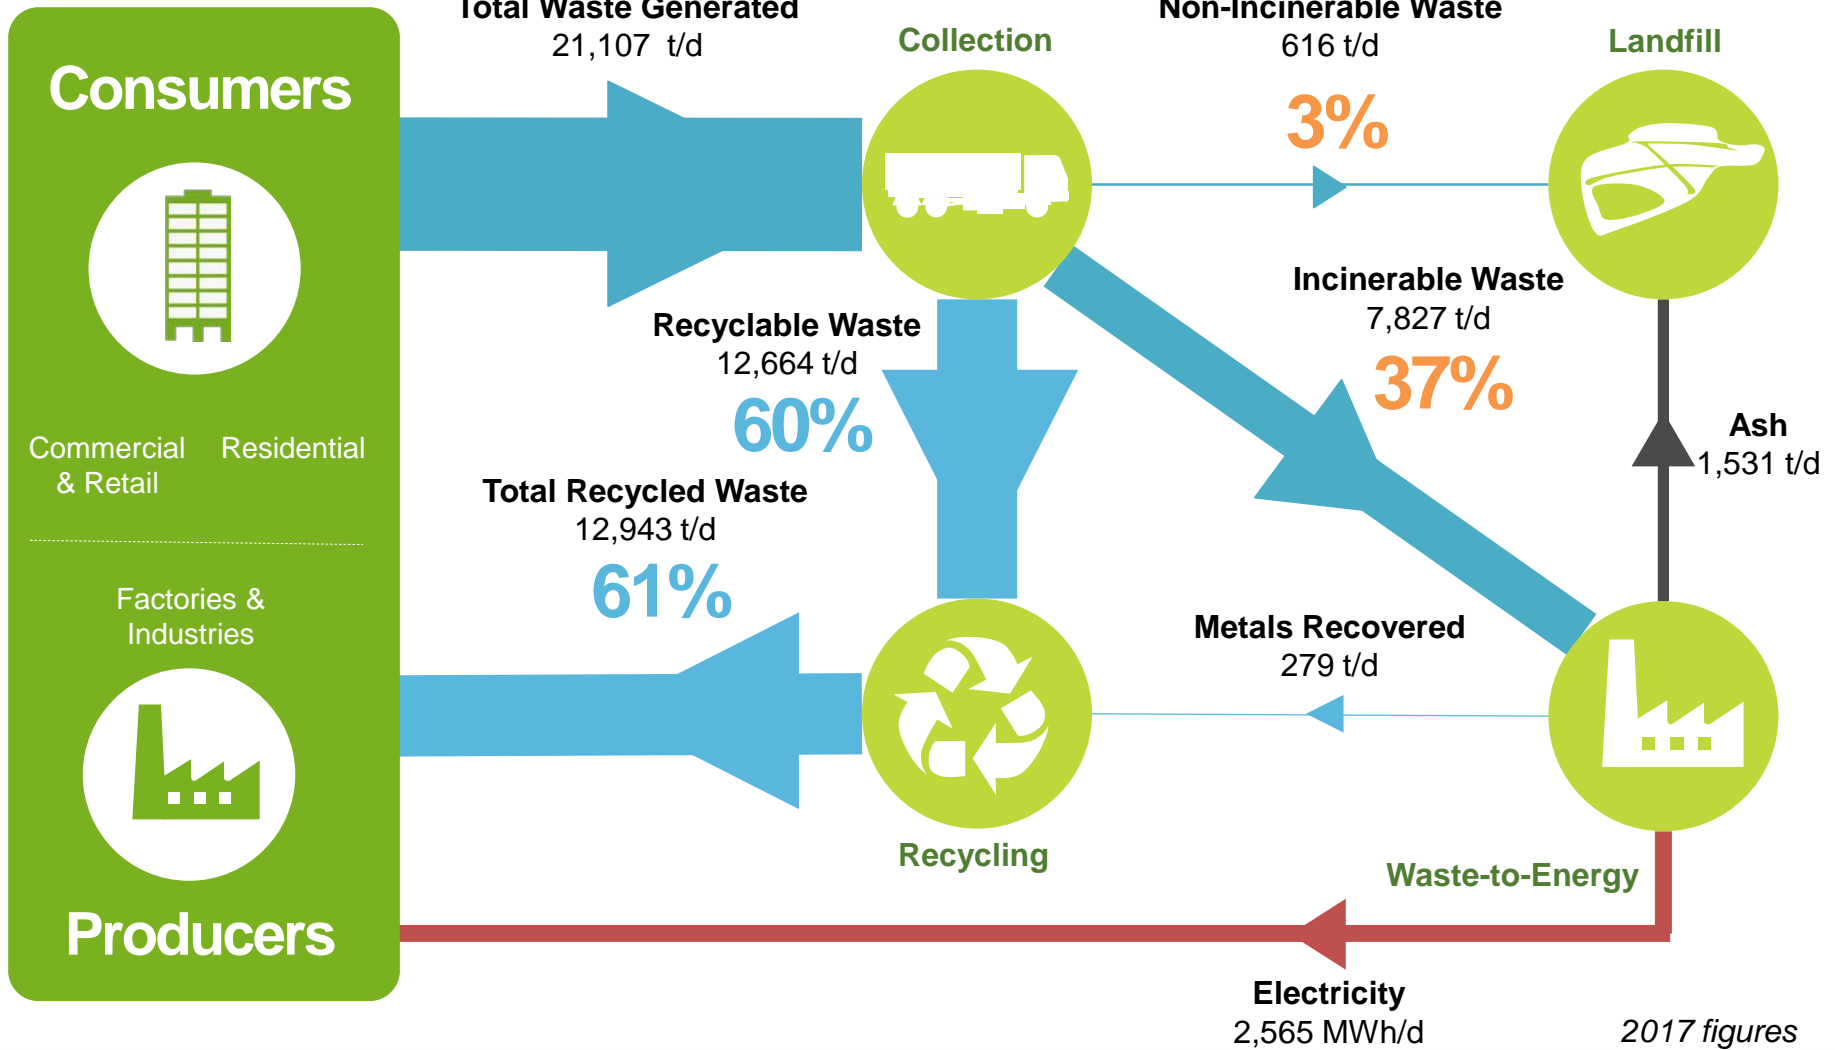 Total Waste Generated
21,107 t/d
Non-Incinerable Waste
616 t/d
3%
Collection
Landfill
Consumers
Incinerable Waste
7,827 t/d
37%
Recyclable Waste
12,664 t/d
60%
Commercial
& Retail
Residential
Ash
1,531 t/d
Total Recycled Waste
12,943 t/d
61%
Factories &
Industries
Metals Recovered
279 t/d
Recycling
Waste-to-Energy
Producers
Electricity
2,565 MWh/d
2017 figures